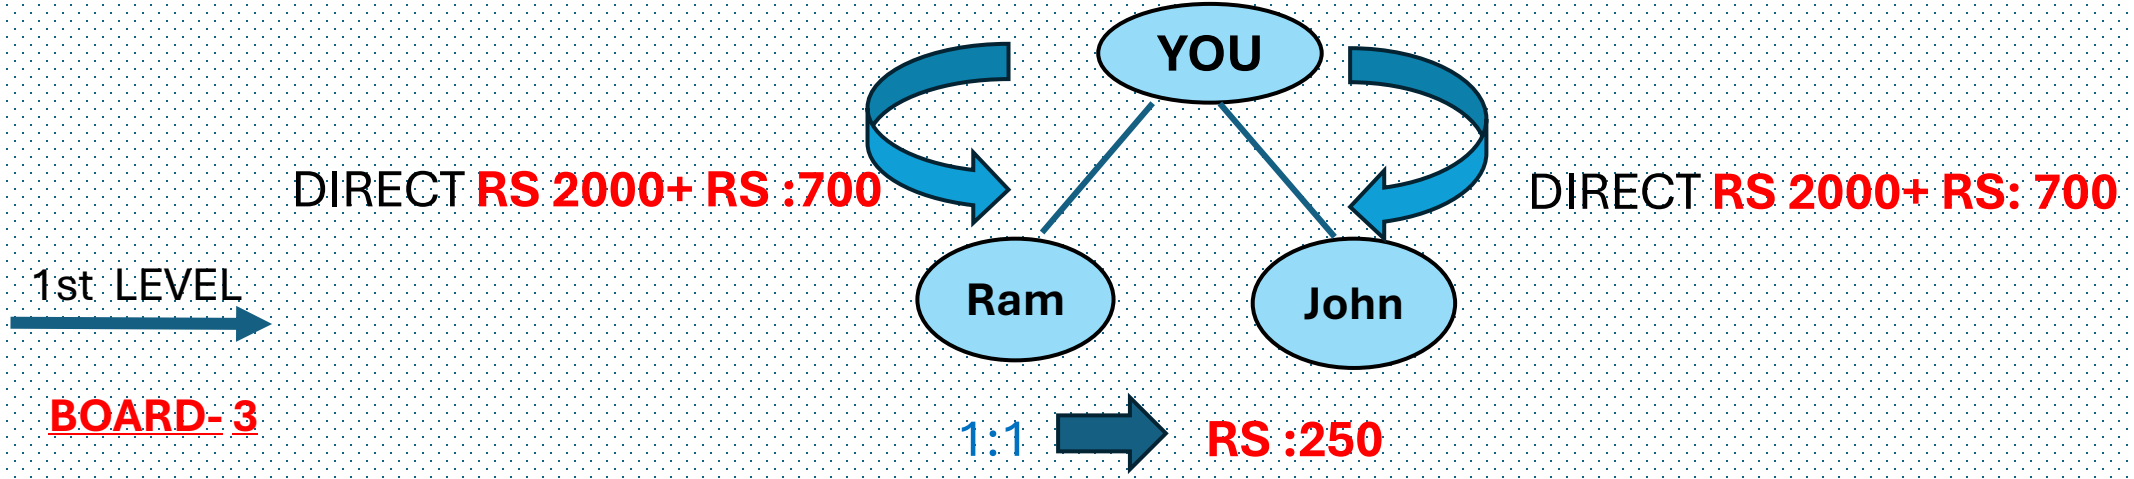 YOU
DIRECT RS 2000+ RS :700
DIRECT RS 2000+ RS: 700
1st LEVEL
Ram
John
BOARD- 3
1:1
RS :250